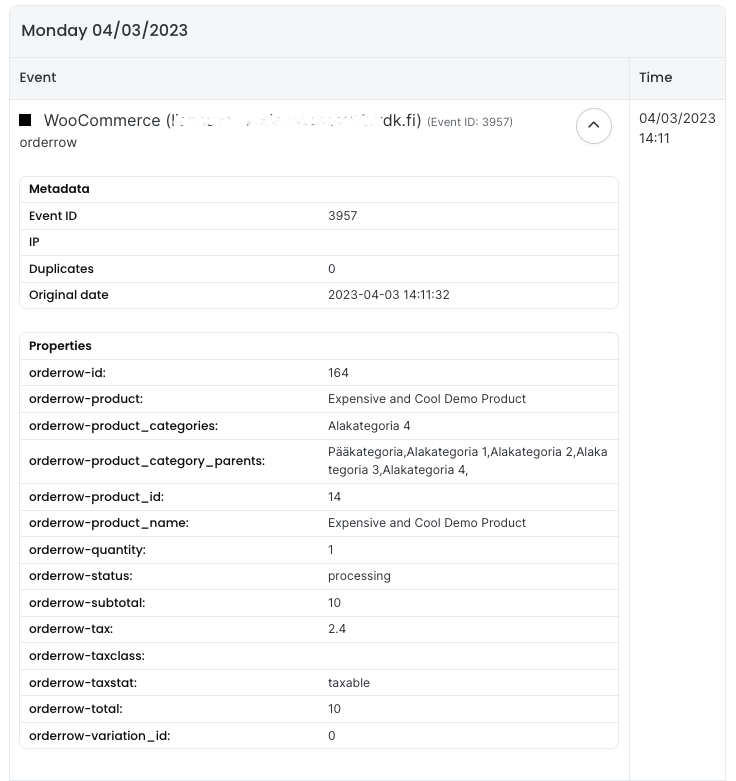 Monday 04/03/2023
Event
Time
WooCommerce ( dk.fi) (Event ID: 3957)
orderrow
04/03/2023
14:11
Metadata
Event ID 3957
IP
Duplicates 0
Original date 2023-04-03 14:11:32
Properties
orderrow-id: 164
orderrow-product: Expensive and Cool Demo Product
orderrow-product_categories: Alakategoria 4
orderrow-product_category_parents: Pääkategoria,Alakategoria 1,Alakategoria 2,Alaka
tegoria 3,Alakategoria 4,
orderrow-product_id: 14
orderrow-product_name: Expensive and Cool Demo Product
orderrow-quantity: 1
orderrow-status: processing
orderrow-subtotal: 10
orderrow-tax: 2.4
orderrow-taxclass:
orderrow-taxstat: taxable
orderrow-total: 10
orderrow-variation_id: 0